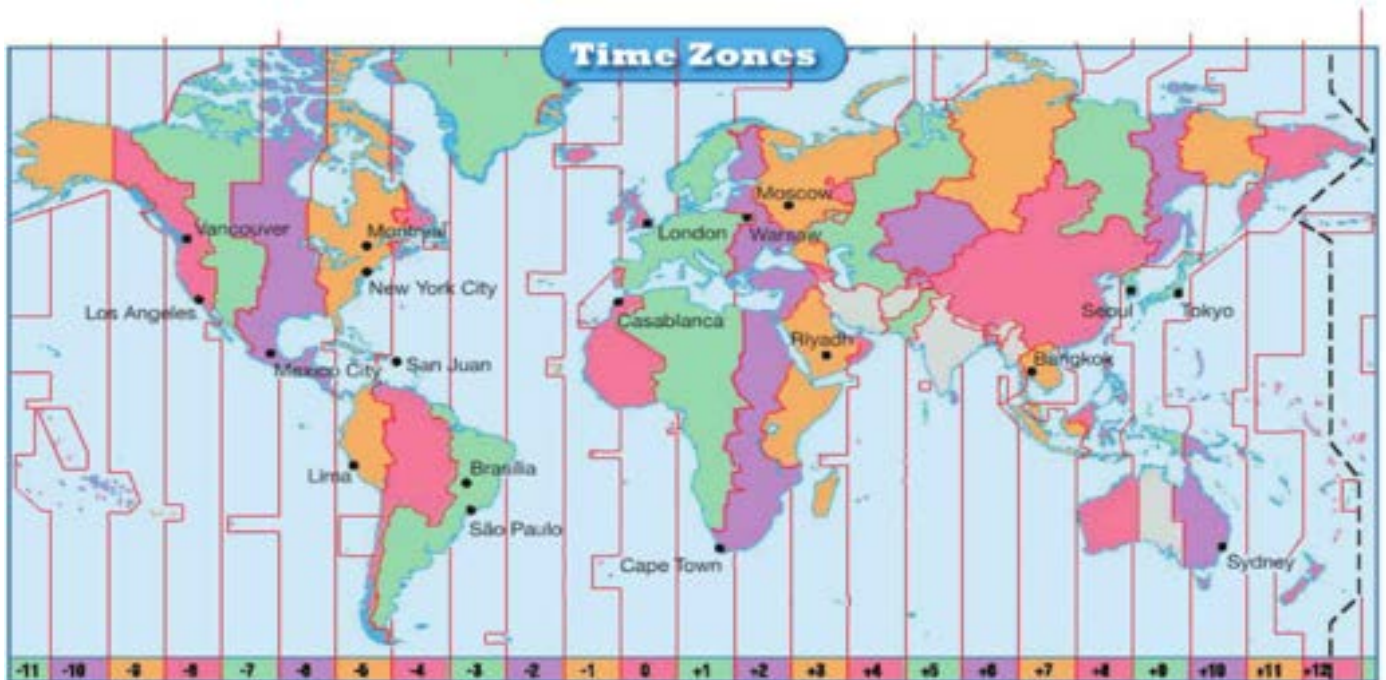 Time Zones
Moscow
Vancouver
Montreal
London
Warsaw
New York City
Los Angeles
Casablanca
Seoul
Tokyo
Riyadh
Bangkok
Mexico City
San Juan
Lima
Brasília
São Paulo
Cape Town
Sydney
-11 -10 -9 -8 -7 -6 -5 -4 -3 -2 -1 0 +1 +2 +3 +4 +5 +6 +7 +8 +9 +10 +11 +12